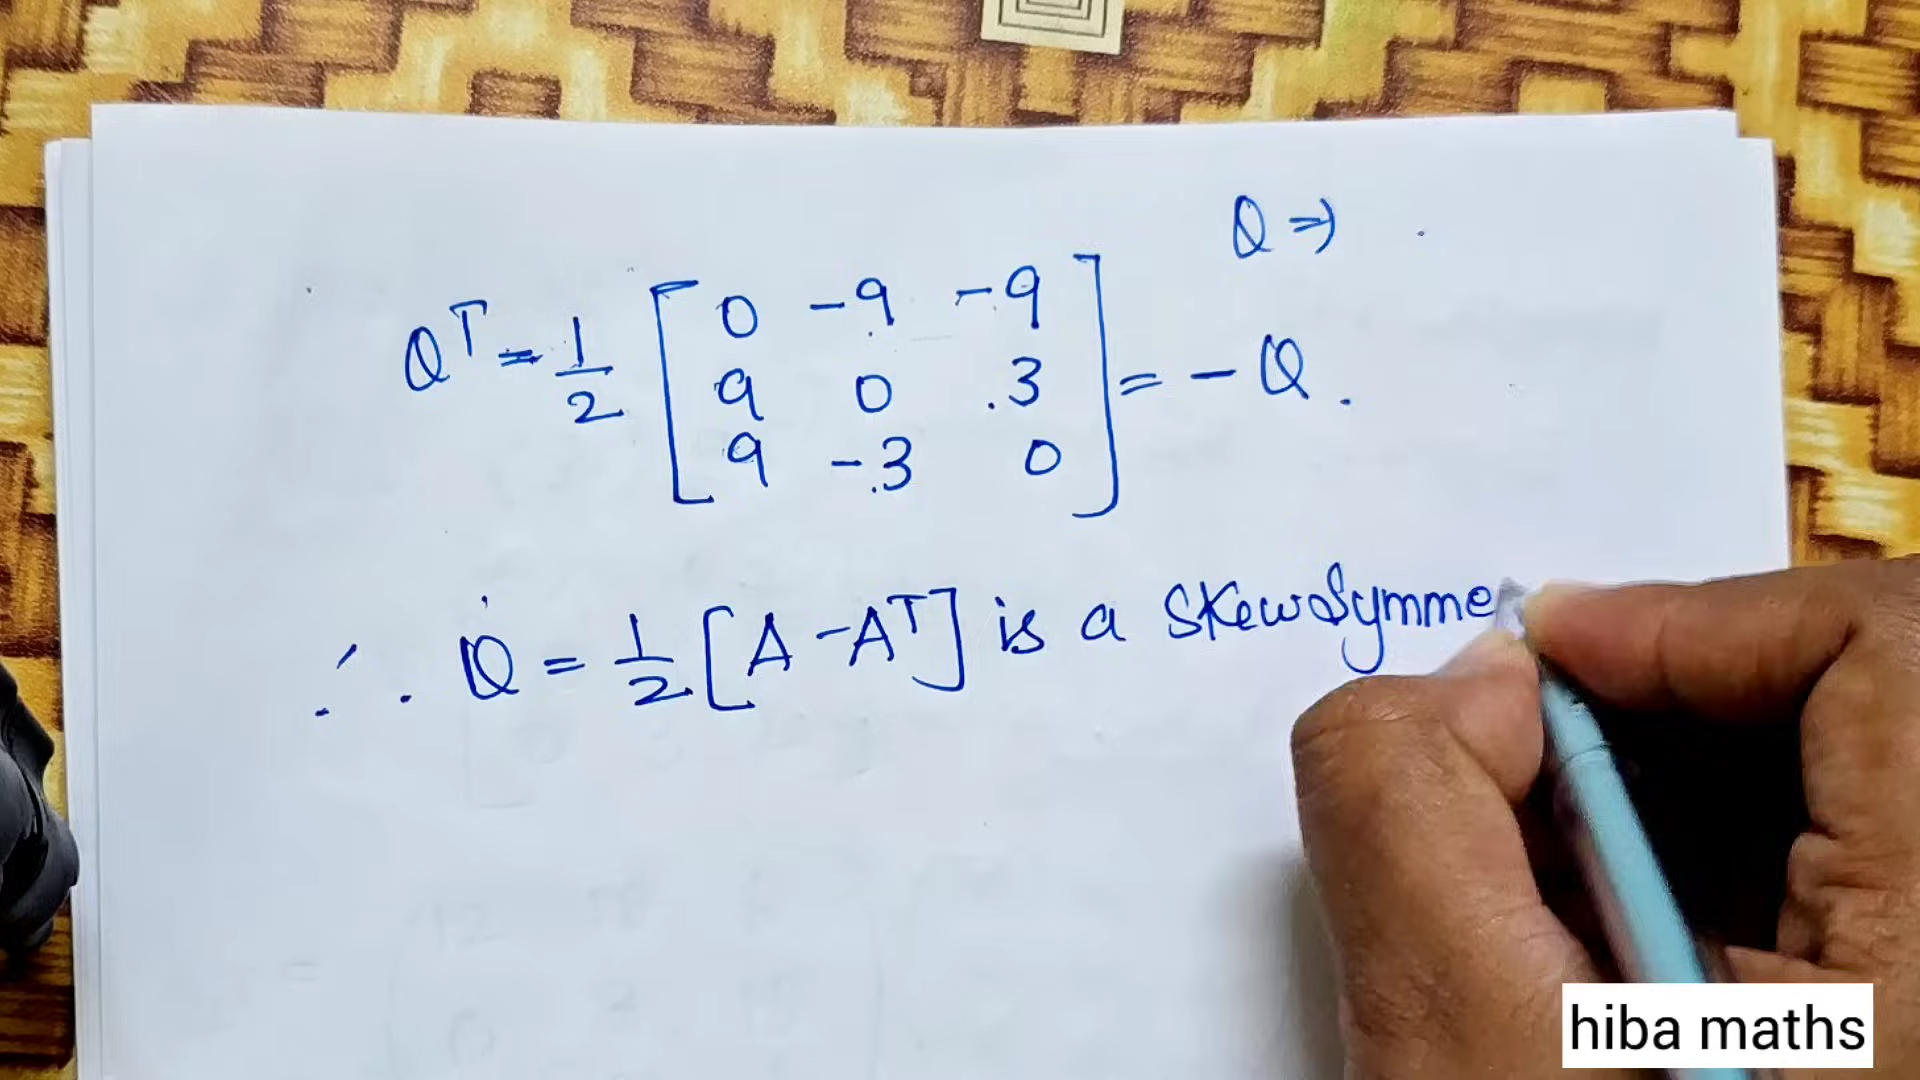 Q ⇒ .
Qᵀ = 1/2 [ 0 -9 -9
9 0 .3
9 -.3 0 ] = - Q .
∴ Q = 1/2 [A - Aᵀ] is a skewsymme
hiba maths